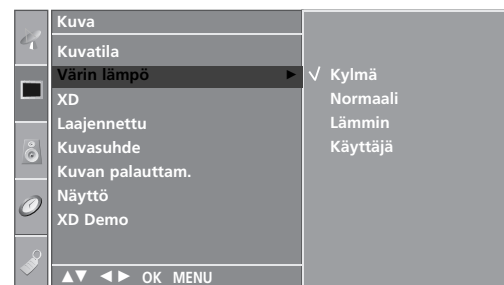 Kuva
Kuvatila
Värin lämpö ► √ Kylmä
XD Normaali
Laajennettu Lämmin
Kuvasuhde Käyttäjä
Kuvan palauttam.
Näyttö
XD Demo
▲▼ ◄► OK MENU